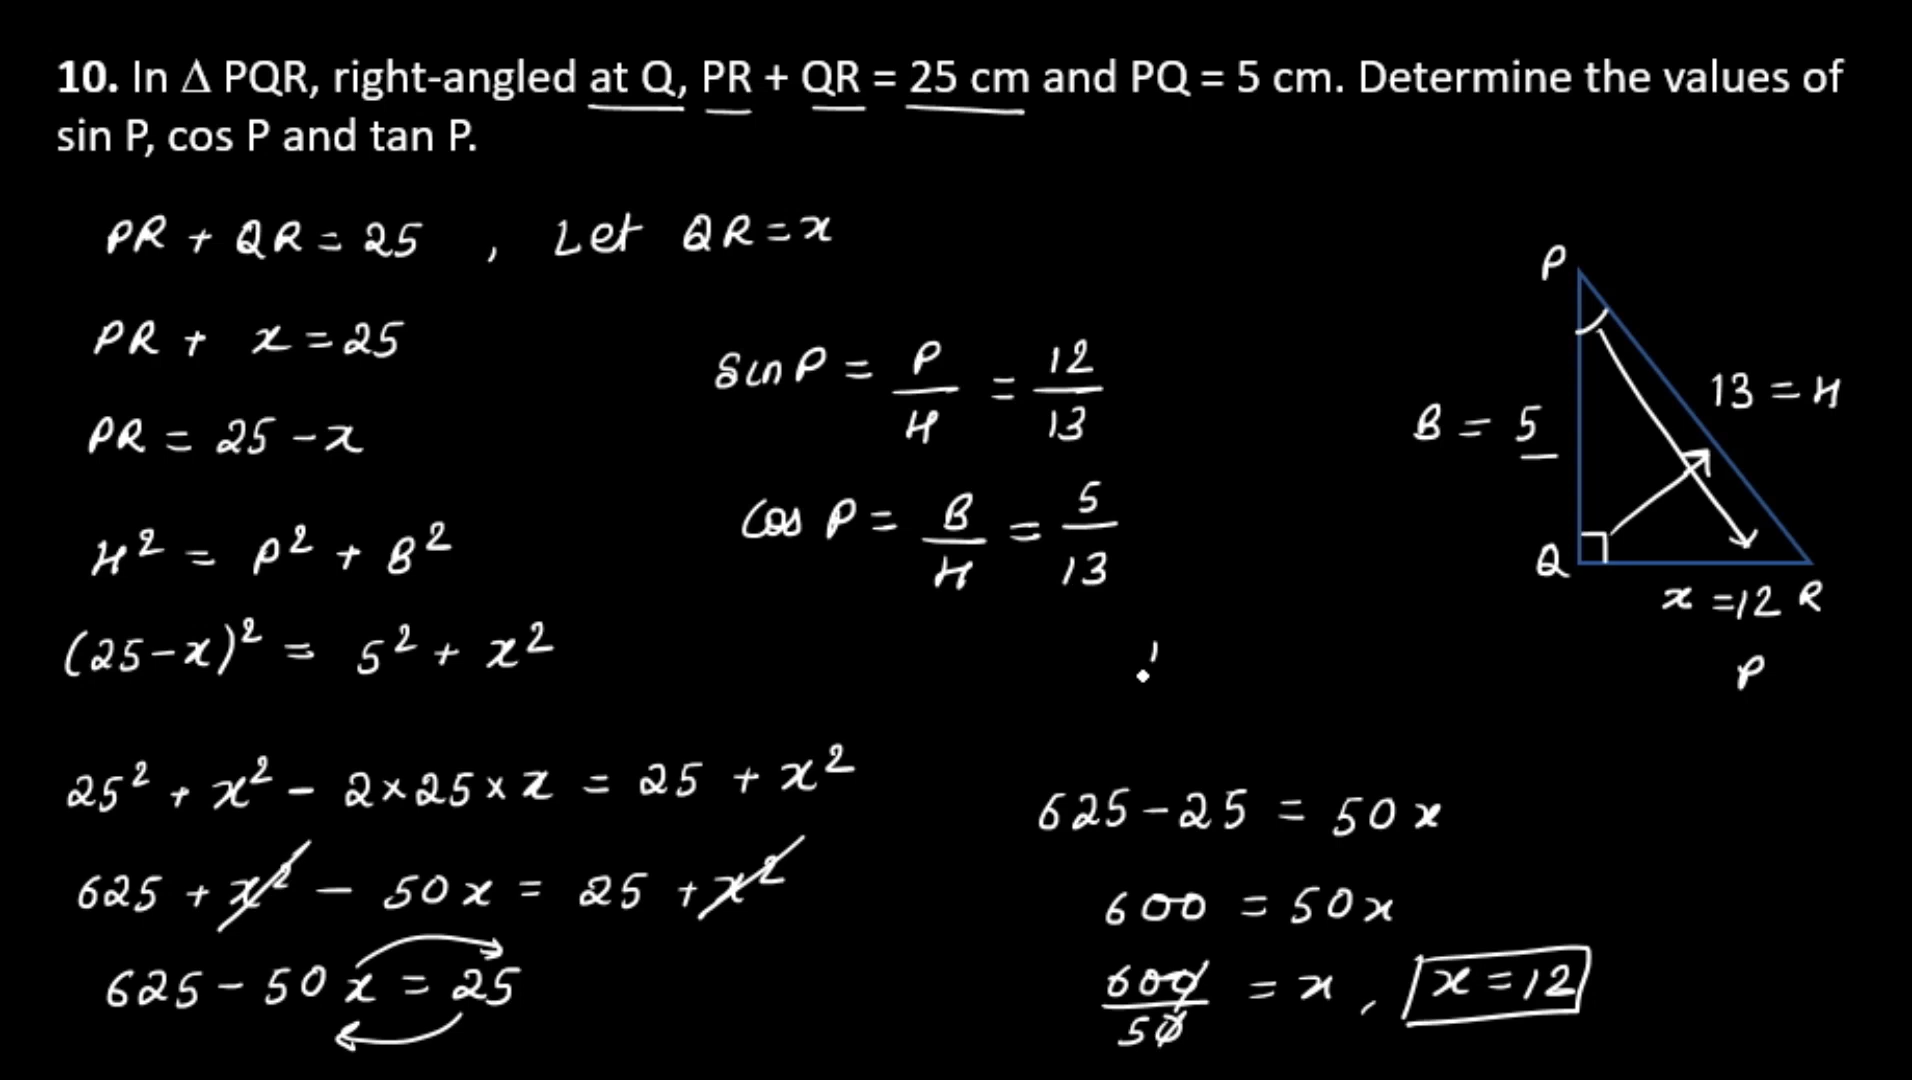 10. In Δ PQR, right-angled at Q, PR + QR = 25 cm and PQ = 5 cm. Determine the values of
sin P, cos P and tan P.
PR + QR = 25 , Let QR = x
PR + x = 25
PR = 25 - x
H² = P² + B²
(25-x)² = 5² + x²
25² + x² - 2×25×x = 25 + x²
625 + x² - 50x = 25 + x²
625 - 50x = 25
sin P = P/H = 12/13
cos P = B/H = 5/13
625 - 25 = 50x
600 = 50x
600/50 = x , x = 12
P
13 = H
B = 5
Q
x = 12 R
P